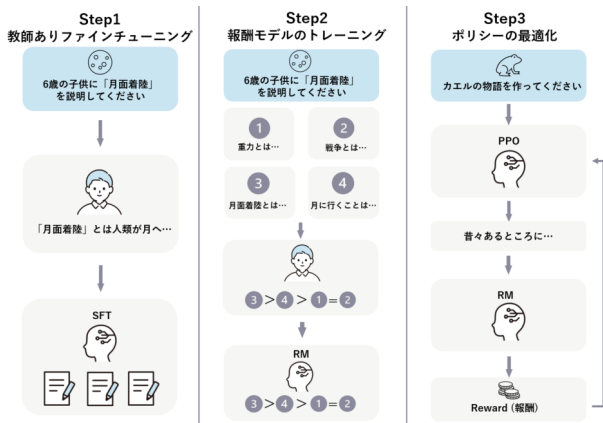 Step1
教師ありファインチューニング
6歳の子供に「月面着陸」
を説明してください
「月面着陸」とは人類が月へ…
SFT
Step2
報酬モデルのトレーニング
6歳の子供に「月面着陸」
を説明してください
1
重力とは…
2
戦争とは…
3
月面着陸とは…
4
月に行くことは…
3>4>1=2
RM
3>4>1=2
Step3
ポリシーの最適化
カエルの物語を作ってください
PPO
昔々あるところに…
RM
Reward (報酬)